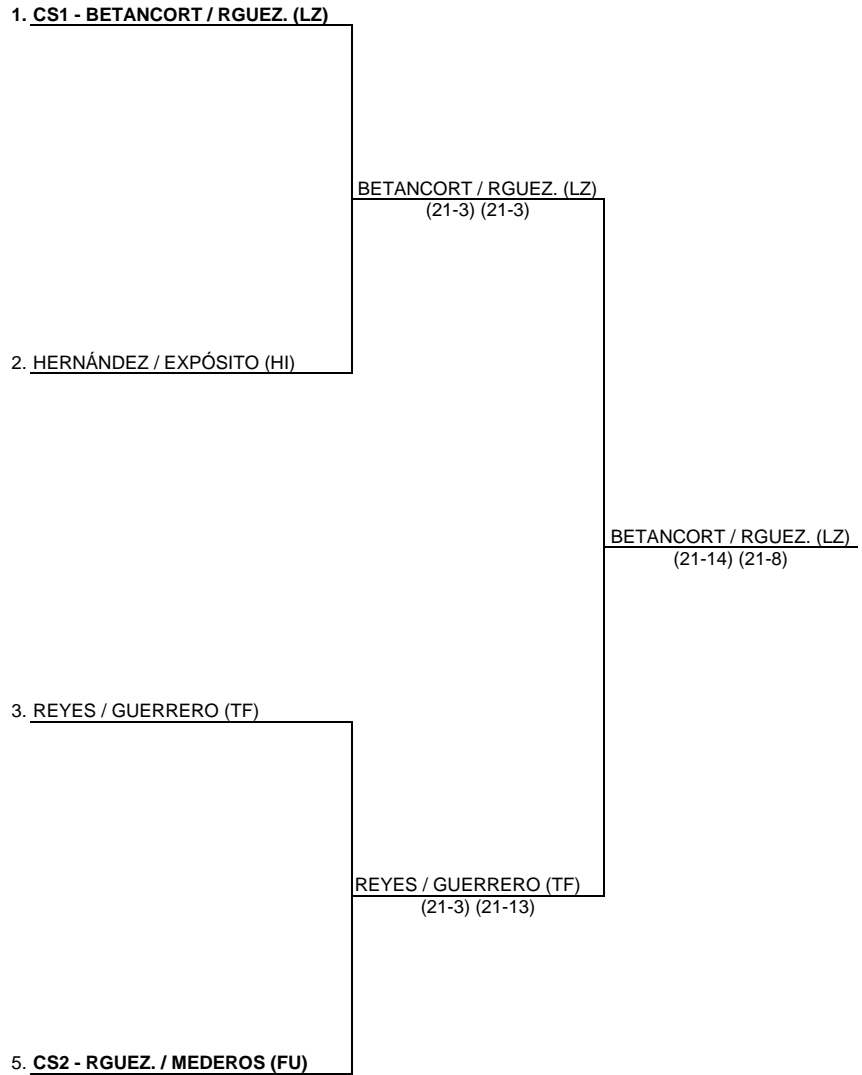 1. CS1 - BETANCORT / RGUEZ. (LZ)
BETANCORT / RGUEZ. (LZ)
(21-3) (21-3)
2. HERNÁNDEZ / EXPÓSITO (HI)
BETANCORT / RGUEZ. (LZ)
(21-14) (21-8)
3. REYES / GUERRERO (TF)
REYES / GUERRERO (TF)
(21-3) (21-13)
5. CS2 - RGUEZ. / MEDEROS (FU)